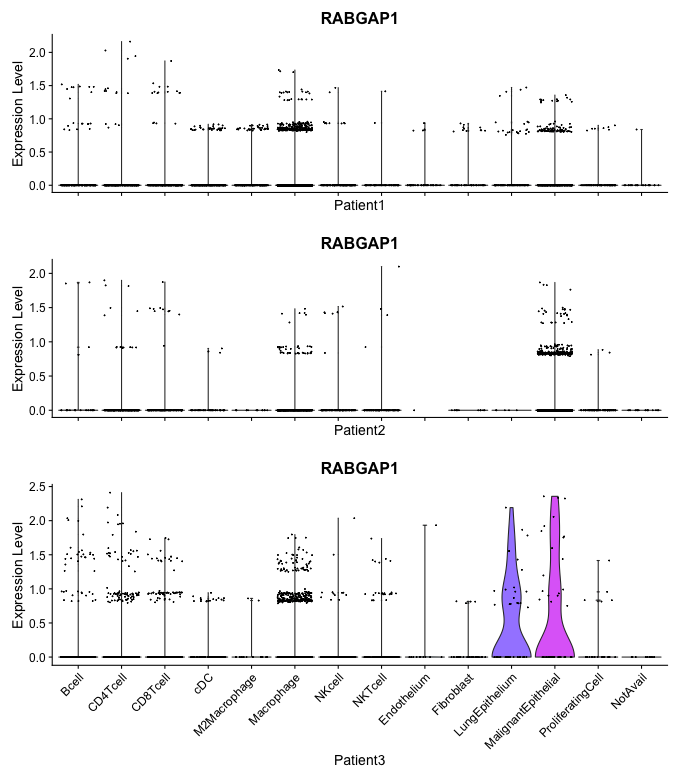 RABGAP1
Expression Level
2.0
1.5
1.0
0.5
0.0
Patient1
RABGAP1
Expression Level
2.0
1.5
1.0
0.5
0.0
Patient2
RABGAP1
Expression Level
2.5
2.0
1.5
1.0
0.5
0.0
Bcell
CD4Tcell
CD8Tcell
cDC
M2Macrophage
Macrophage
NKcell
NKTcell
Endothelium
Fibroblast
LungEpithelium
MalignantEpithelial
ProliferatingCell
NotAvail
Patient3